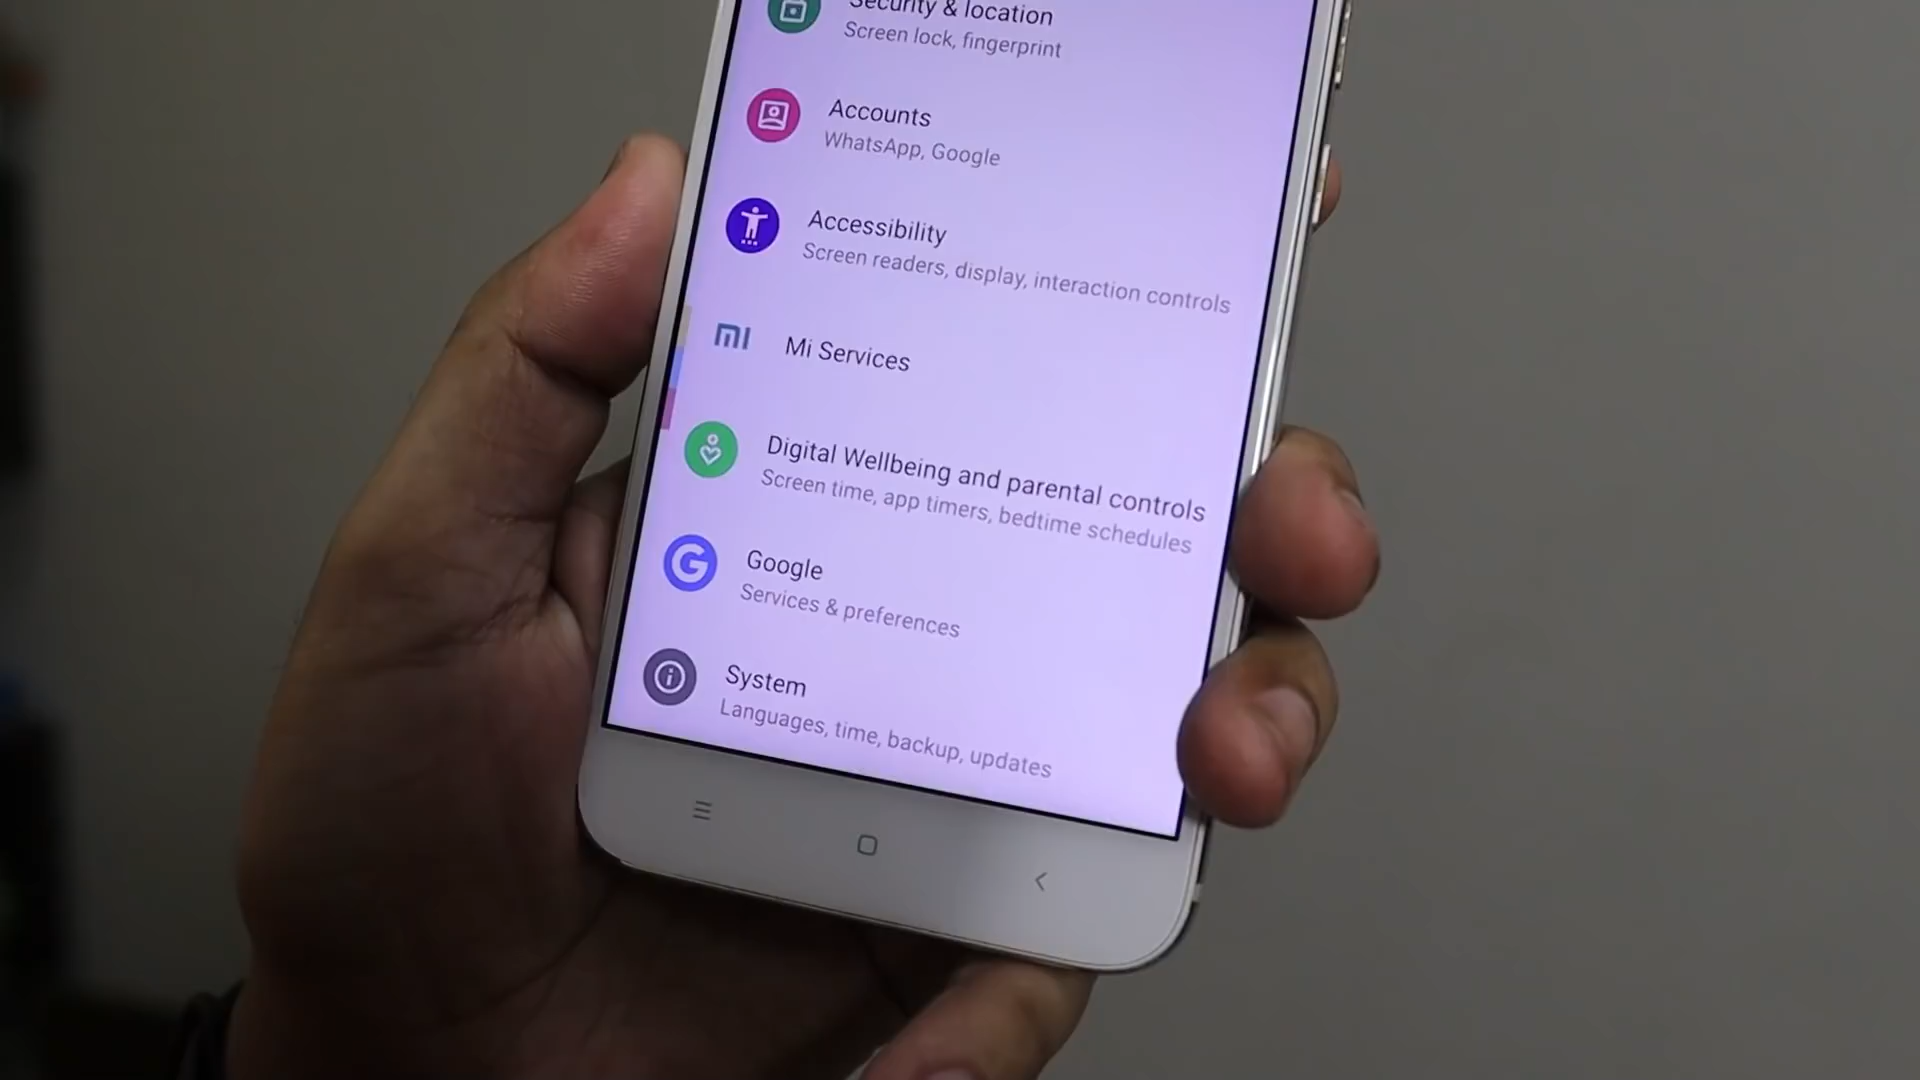 Security & location
Screen lock, fingerprint
Accounts
WhatsApp, Google
Accessibility
Screen readers, display, interaction controls
mi
Mi Services
Digital Wellbeing and parental controls
Screen time, app timers, bedtime schedules
G
Google
Services & preferences
System
Languages, time, backup, updates